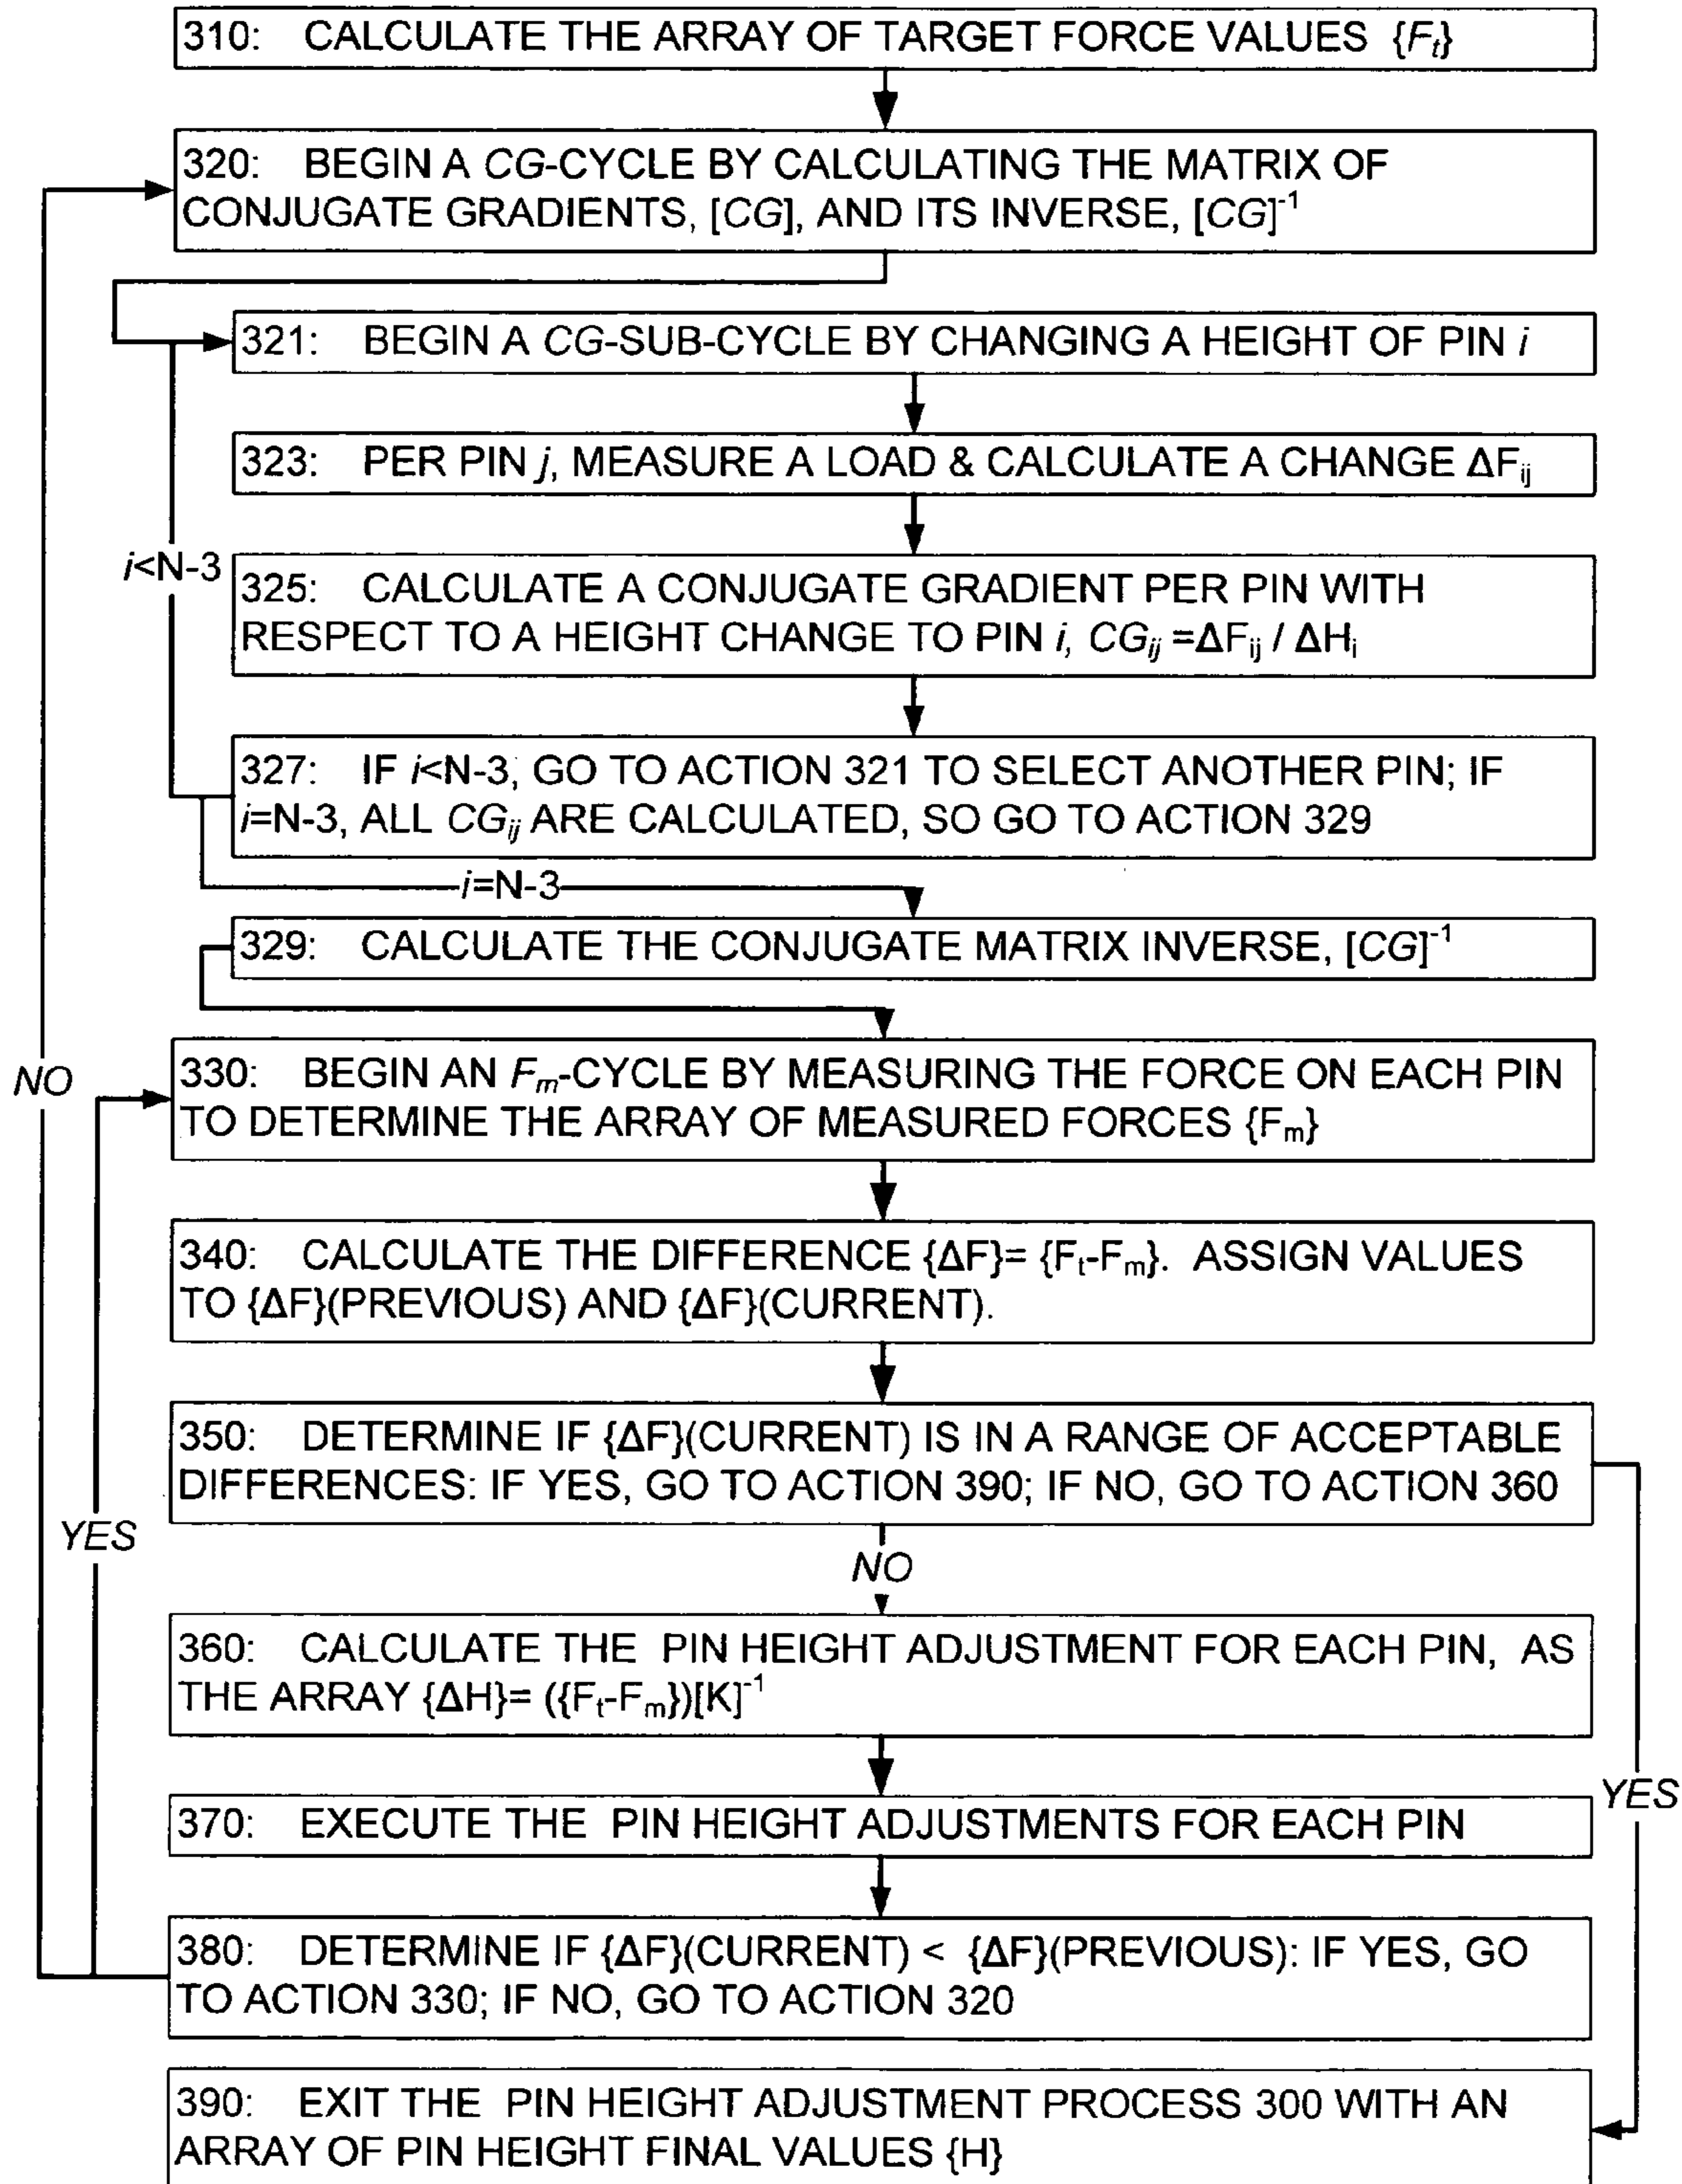 310: CALCULATE THE ARRAY OF TARGET FORCE VALUES {Fₜ}
320: BEGIN A CG-CYCLE BY CALCULATING THE MATRIX OF
CONJUGATE GRADIENTS, [CG], AND ITS INVERSE, [CG]⁻¹
321: BEGIN A CG-SUB-CYCLE BY CHANGING A HEIGHT OF PIN i
323: PER PIN j, MEASURE A LOAD & CALCULATE A CHANGE ΔFᵢⱼ
i<N-3
325: CALCULATE A CONJUGATE GRADIENT PER PIN WITH
RESPECT TO A HEIGHT CHANGE TO PIN i, CGᵢⱼ =ΔFᵢⱼ / ΔHᵢ
327: IF i<N-3, GO TO ACTION 321 TO SELECT ANOTHER PIN; IF
i=N-3, ALL CGᵢⱼ ARE CALCULATED, SO GO TO ACTION 329
i=N-3
329: CALCULATE THE CONJUGATE MATRIX INVERSE, [CG]⁻¹
NO
330: BEGIN AN Fₘ-CYCLE BY MEASURING THE FORCE ON EACH PIN
TO DETERMINE THE ARRAY OF MEASURED FORCES {Fₘ}
340: CALCULATE THE DIFFERENCE {ΔF}= {Fₜ-Fₘ}. ASSIGN VALUES
TO {ΔF}(PREVIOUS) AND {ΔF}(CURRENT).
350: DETERMINE IF {ΔF}(CURRENT) IS IN A RANGE OF ACCEPTABLE
DIFFERENCES: IF YES, GO TO ACTION 390; IF NO, GO TO ACTION 360
YES
NO
360: CALCULATE THE PIN HEIGHT ADJUSTMENT FOR EACH PIN, AS
THE ARRAY {ΔH}= ({Fₜ-Fₘ})[K]⁻¹
YES
370: EXECUTE THE PIN HEIGHT ADJUSTMENTS FOR EACH PIN
380: DETERMINE IF {ΔF}(CURRENT) < {ΔF}(PREVIOUS): IF YES, GO
TO ACTION 330; IF NO, GO TO ACTION 320
390: EXIT THE PIN HEIGHT ADJUSTMENT PROCESS 300 WITH AN
ARRAY OF PIN HEIGHT FINAL VALUES {H}